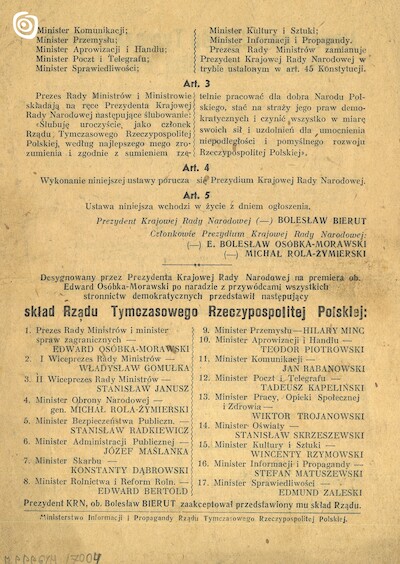 Minister Komunikacji;
Minister Przemysłu;
Minister Aprowizacji i Handlu;
Minister Poczt i Telegrafu;
Minister Sprawiedliwości;
Minister Kultury i Sztuki;
Minister Informacji i Propagandy.
Prezesa Rady Ministrów zamianuje
Prezydent Krajowej Rady Narodowej w
trybie ustalonym w art. 45 Konstytucji.
Art. 3
Prezes Rady Ministrów i Ministrowie
składają na ręce Prezydenta Krajowej
Rady Narodowej następujące ślubowanie:
«Ślubuję uroczyście, jako członek
Rządu Tymczasowego Rzeczypospolitej
Polskiej, według najlepszego mego zro-
zumienia i zgodnie z sumieniem rze-
telnie pracować dla dobra Narodu Pol-
skiego, stać na straży jego praw demo-
kratycznych i czynić wszystko w miarę
swoich sił i uzdolnień dla umocnienia
niepodległości i pomyślnego rozwoju
Rzeczypospolitej Polskiej».
Art. 4
Wykonanie niniejszej ustawy porucza się Prezydium Krajowej Rady Narodowej.
Art. 5
Ustawa niniejsza wchodzi w życie z dniem ogłoszenia.
Prezydent Krajowej Rady Narodowej (—) BOLESŁAW BIERUT
Członkowie Prezydium Krajowej Rady Narodowej:
(—) E. BOLESŁAW OSÓBKA-MORAWSKI
(—) MICHAŁ ROLA-ŻYMIERSKI
Desygnowany przez Prezydenta Krajowej Rady Narodowej na premiera ob.
Edward Osóbka-Morawski po naradzie z przywódcami wszystkich
stronnictw demokratycznych przedstawił następujący
skład Rządu Tymczasowego Rzeczypospolitej Polskiej:
1. Prezes Rady Ministrów i minister
spraw zagranicznych —
EDWARD OSÓBKA-MORAWSKI
2. I Wiceprezes Rady Ministrów —
WŁADYSŁAW GOMUŁKA
3. II Wiceprezes Rady Ministrów —
STANISŁAW JANUSZ
4. Minister Obrony Narodowej —
gen. MICHAŁ ROLA-ŻYMIERSKI
5. Minister Bezpieczeństwa Publiczn. —
STANISŁAW RADKIEWICZ
6. Minister Administracji Publicznej —
JÓZEF MAŚLANKA
7. Minister Skarbu —
KONSTANTY DĄBROWSKI
8. Minister Rolnictwa i Reform Roln. —
EDWARD BERTOLD
9. Minister Przemysłu—HILARY MINC
10. Minister Aprowizacji i Handlu —
TEODOR PIOTROWSKI
11. Minister Komunikacji —
JAN RABANOWSKI
12. Minister Poczt i Telegrafu —
TADEUSZ KAPELIŃSKI
13. Minister Pracy, Opieki Społecznej
i Zdrowia —
WIKTOR TROJANOWSKI
14. Minister Oświaty —
STANISŁAW SKRZESZEWSKI
15. Minister Kultury i Sztuki —
WINCENTY RZYMOWSKI
16. Minister Informacji i Propagandy —
STEFAN MATUSZEWSKI
17. Minister Sprawiedliwości —
EDMUND ZALESKI
Prezydent KRN, ob. Bolesław BIERUT zaakceptował przedstawiony mu skład Rządu.
Ministerstwo Informacji i Propagandy Rządu Tymczasowego Rzeczypospolitej Polskiej.